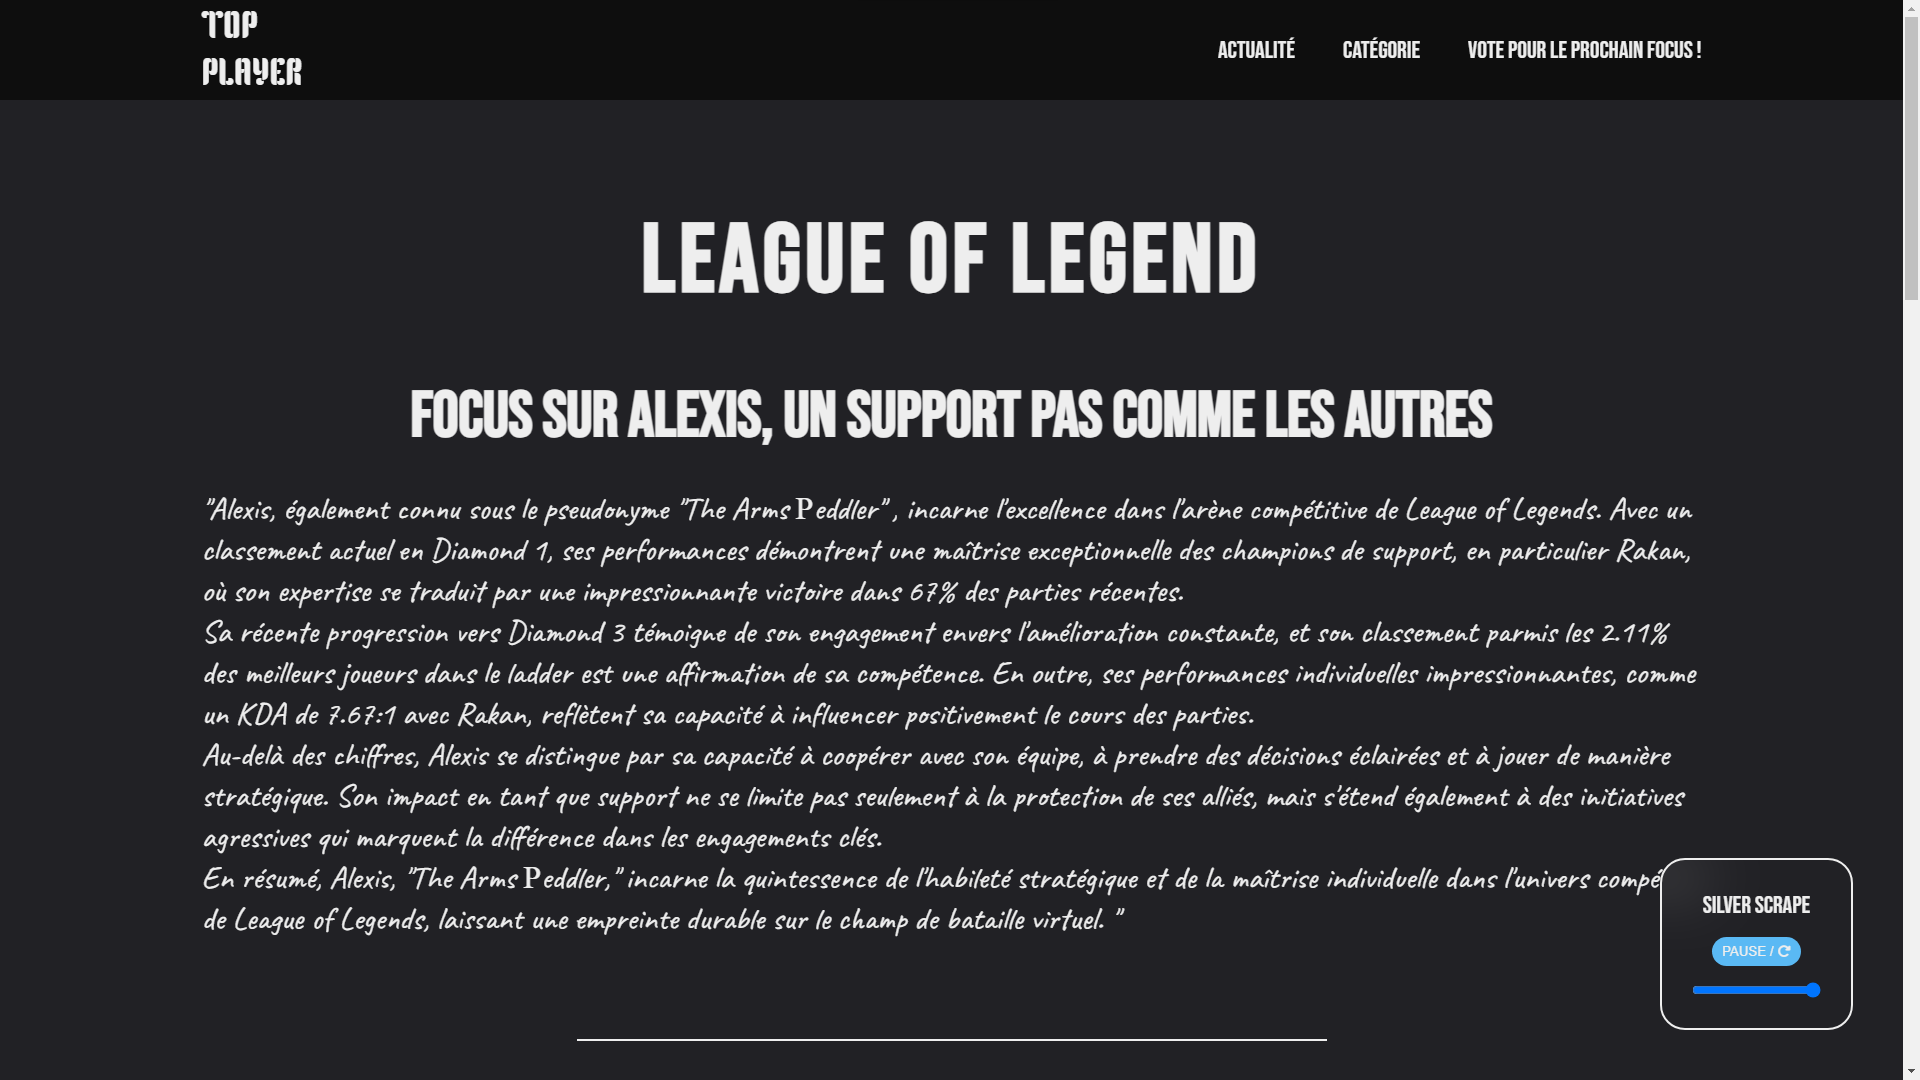 TOP
PLAYER
ACTUALITÉ CATÉGORIE VOTE POUR LE PROCHAIN FOCUS !
LEAGUE OF LEGEND
FOCUS SUR ALEXIS, UN SUPPORT PAS COMME LES AUTRES
"Alexis, également connu sous le pseudonyme "The Arms Peddler" , incarne l'excellence dans l'arène compétitive de League of Legends. Avec un
classement actuel en Diamond 1, ses performances démontrent une maîtrise exceptionnelle des champions de support, en particulier Rakan,
où son expertise se traduit par une impressionnante victoire dans 67% des parties récentes.
Sa récente progression vers Diamond 3 témoigne de son engagement envers l'amélioration constante, et son classement parmis les 2.11%
des meilleurs joueurs dans le ladder est une affirmation de sa compétence. En outre, ses performances individuelles impressionnantes, comme
un KDA de 7.67:1 avec Rakan, reflètent sa capacité à influencer positivement le cours des parties.
Au-delà des chiffres, Alexis se distingue par sa capacité à coopérer avec son équipe, à prendre des décisions éclairées et à jouer de manière
stratégique. Son impact en tant que support ne se limite pas seulement à la protection de ses alliés, mais s'étend également à des initiatives
agressives qui marquent la différence dans les engagements clés.
En résumé, Alexis, "The Arms Peddler," incarne la quintessence de l'habileté stratégique et de la maîtrise individuelle dans l'univers compé
de League of Legends, laissant une empreinte durable sur le champ de bataille virtuel. "
SILVER SCRAPE
PAUSE /